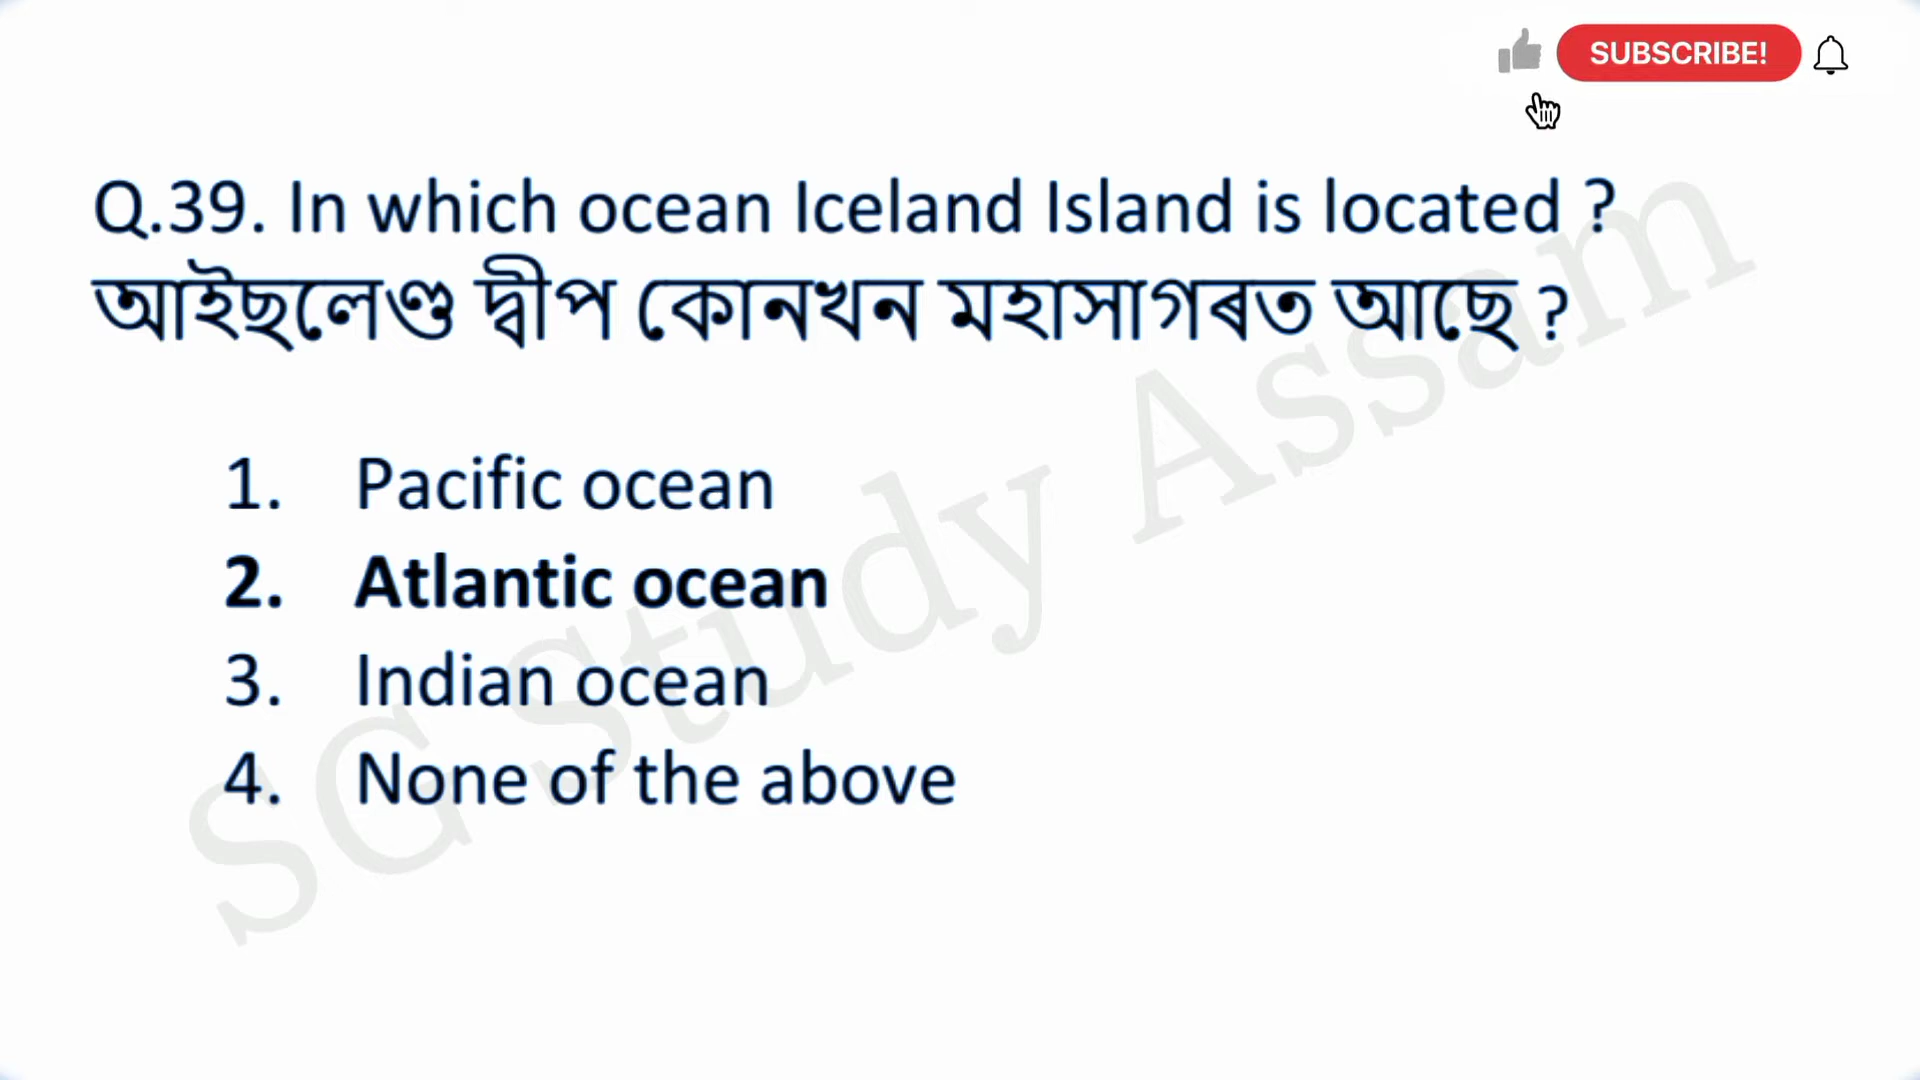 SUBSCRIBE!
Q.39. In which ocean Iceland Island is located ?
আইছলেণ্ড দ্বীপ কোনখন মহাসাগৰত আছে ?
1. Pacific ocean
2. Atlantic ocean
3. Indian ocean
4. None of the above
SG Study Assam